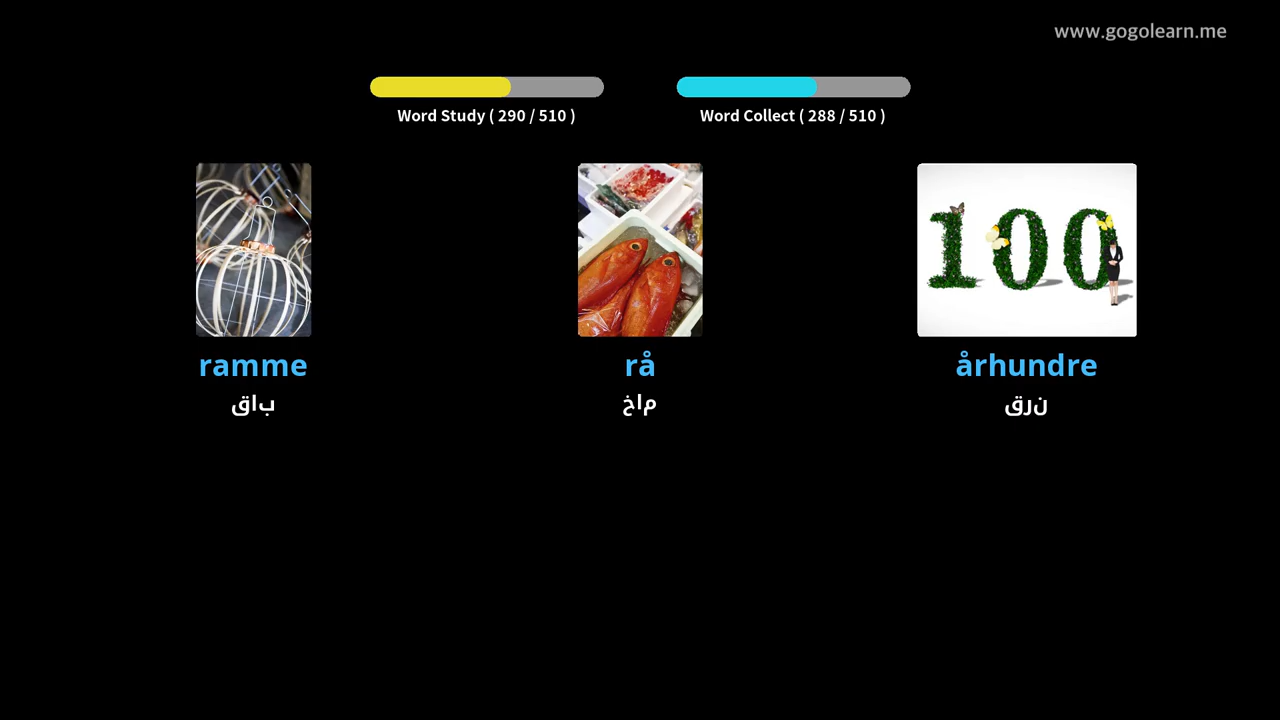 www.gogolearn.me
Word Study ( 290 / 510 )
Word Collect ( 288 / 510 )
ramme
باق
rå
ماخ
århundre
نرق